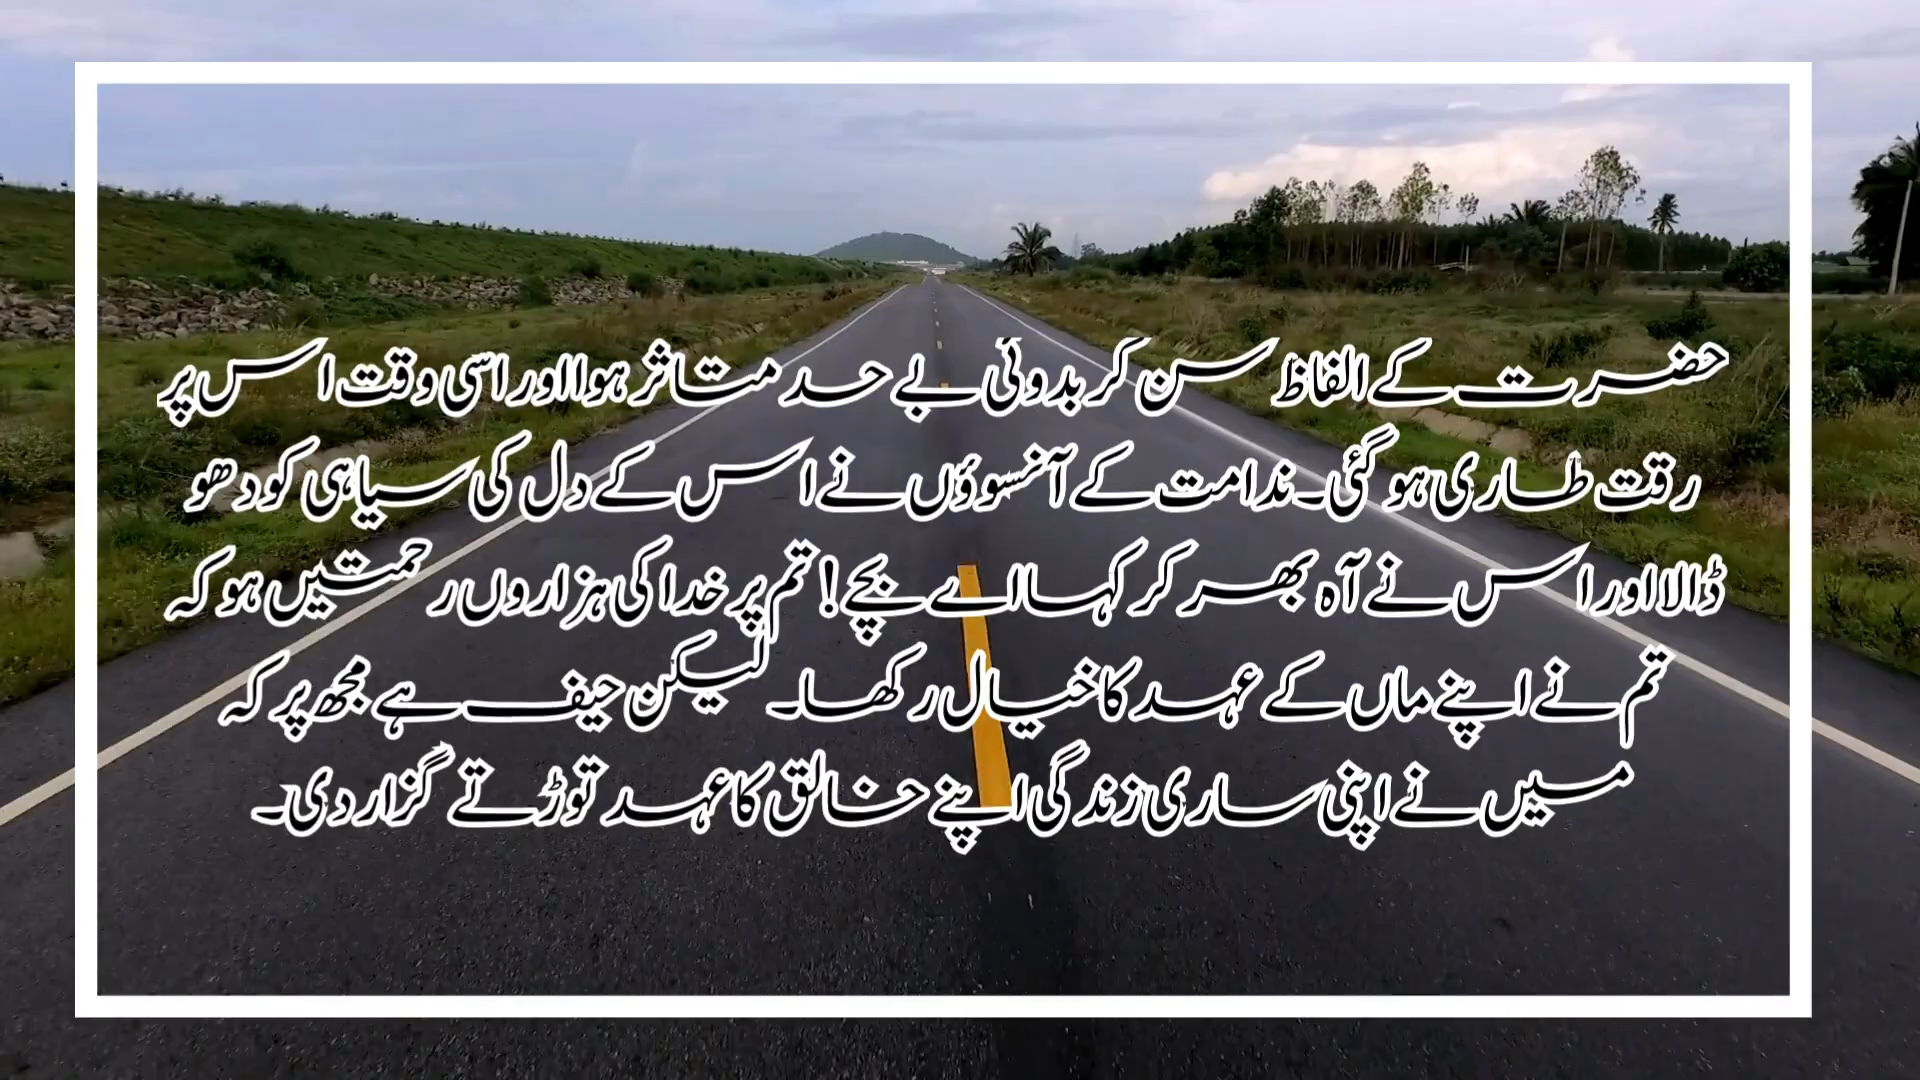 حضرت کے الفاظ سن کر بدوئی بے حد متاثر ہوا اور اسی وقت اس پر
رقت طاری ہو گئی۔ ندامت کے آنسوؤں نے اس کے دل کی سیاہی کو دھو
ڈالا اور اس نے آہ بھر کر کہا اے بچے! تم پر خدا کی ہزاروں رحمتیں ہو کہ
تم نے اپنے ماں کے عہد کا خیال رکھا۔ لیکن حیف ہے مجھ پر کہ
میں نے اپنی ساری زندگی اپنے خالق کا عہد توڑتے گزار دی۔